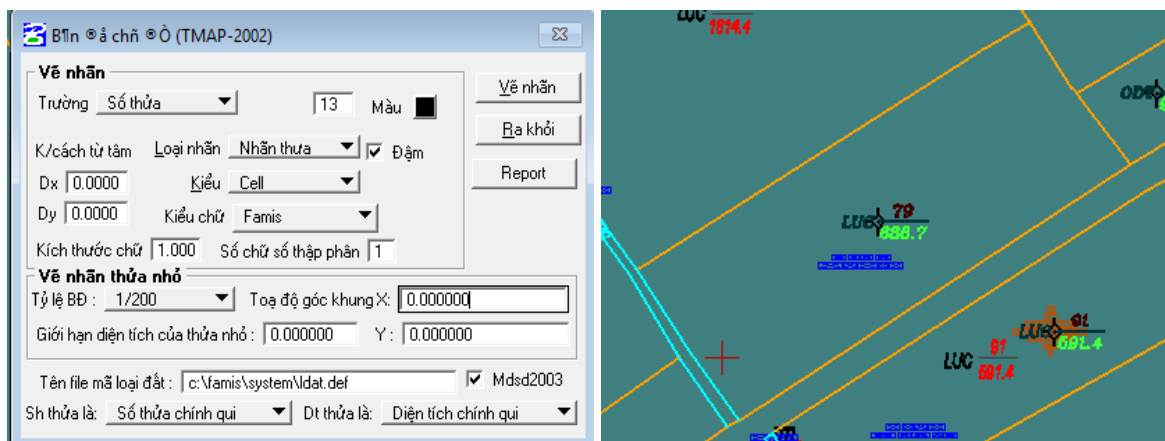 B¶n ®å chñ ®Ò (TMAP-2002)
Vẽ nhãn
Trường Số thửa 13 Màu
K/cách từ tâm Loại nhãn Nhãn thưa Đậm
Dx 0.0000 Kiểu Cell
Dy 0.0000 Kiểu chữ Famis
Kích thước chữ 1.000 Số chữ số thập phân 1
Vẽ nhãn
Ra khỏi
Report
Vẽ nhãn thửa nhỏ
Tỷ lệ BĐ : 1/200 Toạ độ góc khung X: 0.000000
Giới hạn diện tích của thửa nhỏ : 0.000000 Y : 0.000000
Tên file mã loại đất : c:\famis\system\ldat.def Mdsd2003
Sh thửa là: Số thửa chính qui Dt thửa là: Diện tích chính qui
LUC
1814.4
ODT
LUC 79
686.7
LUC 91
591.4
LUC 91
591.4